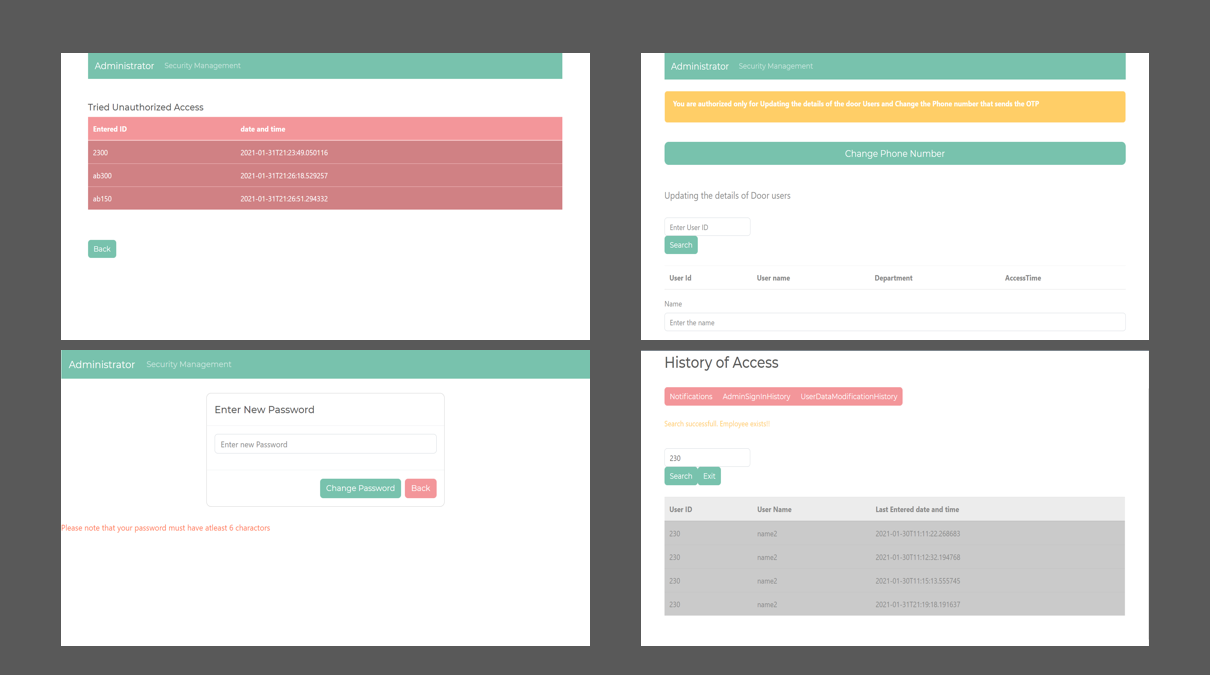 Administrator Security Management
Tried Unauthorized Access
Entered ID date and time
2300 2021-01-31T21:23:49.050116
ab300 2021-01-31T21:26:18.529257
ab150 2021-01-31T21:26:51.294332
Back
Administrator Security Management
You are authorized only for Updating the details of the door Users and Change the Phone number that sends the OTP
Change Phone Number
Updating the details of Door users
Enter User ID
Search
User Id User name Department AccessTime
Name
Enter the name
Administrator Security Management
Enter New Password
Enter new Password
Change Password Back
Please note that your password must have atleast 6 charactors
History of Access
Notifications AdminSigninHistory UserDataModificationHistory
Search successfull. Employee exists!!
230
Search Exit
User ID User Name Last Entered date and time
230 name2 2021-01-30T11:11:22.268683
230 name2 2021-01-30T11:12:32.194768
230 name2 2021-01-30T11:15:13.555745
230 name2 2021-01-31T21:19:18.191637